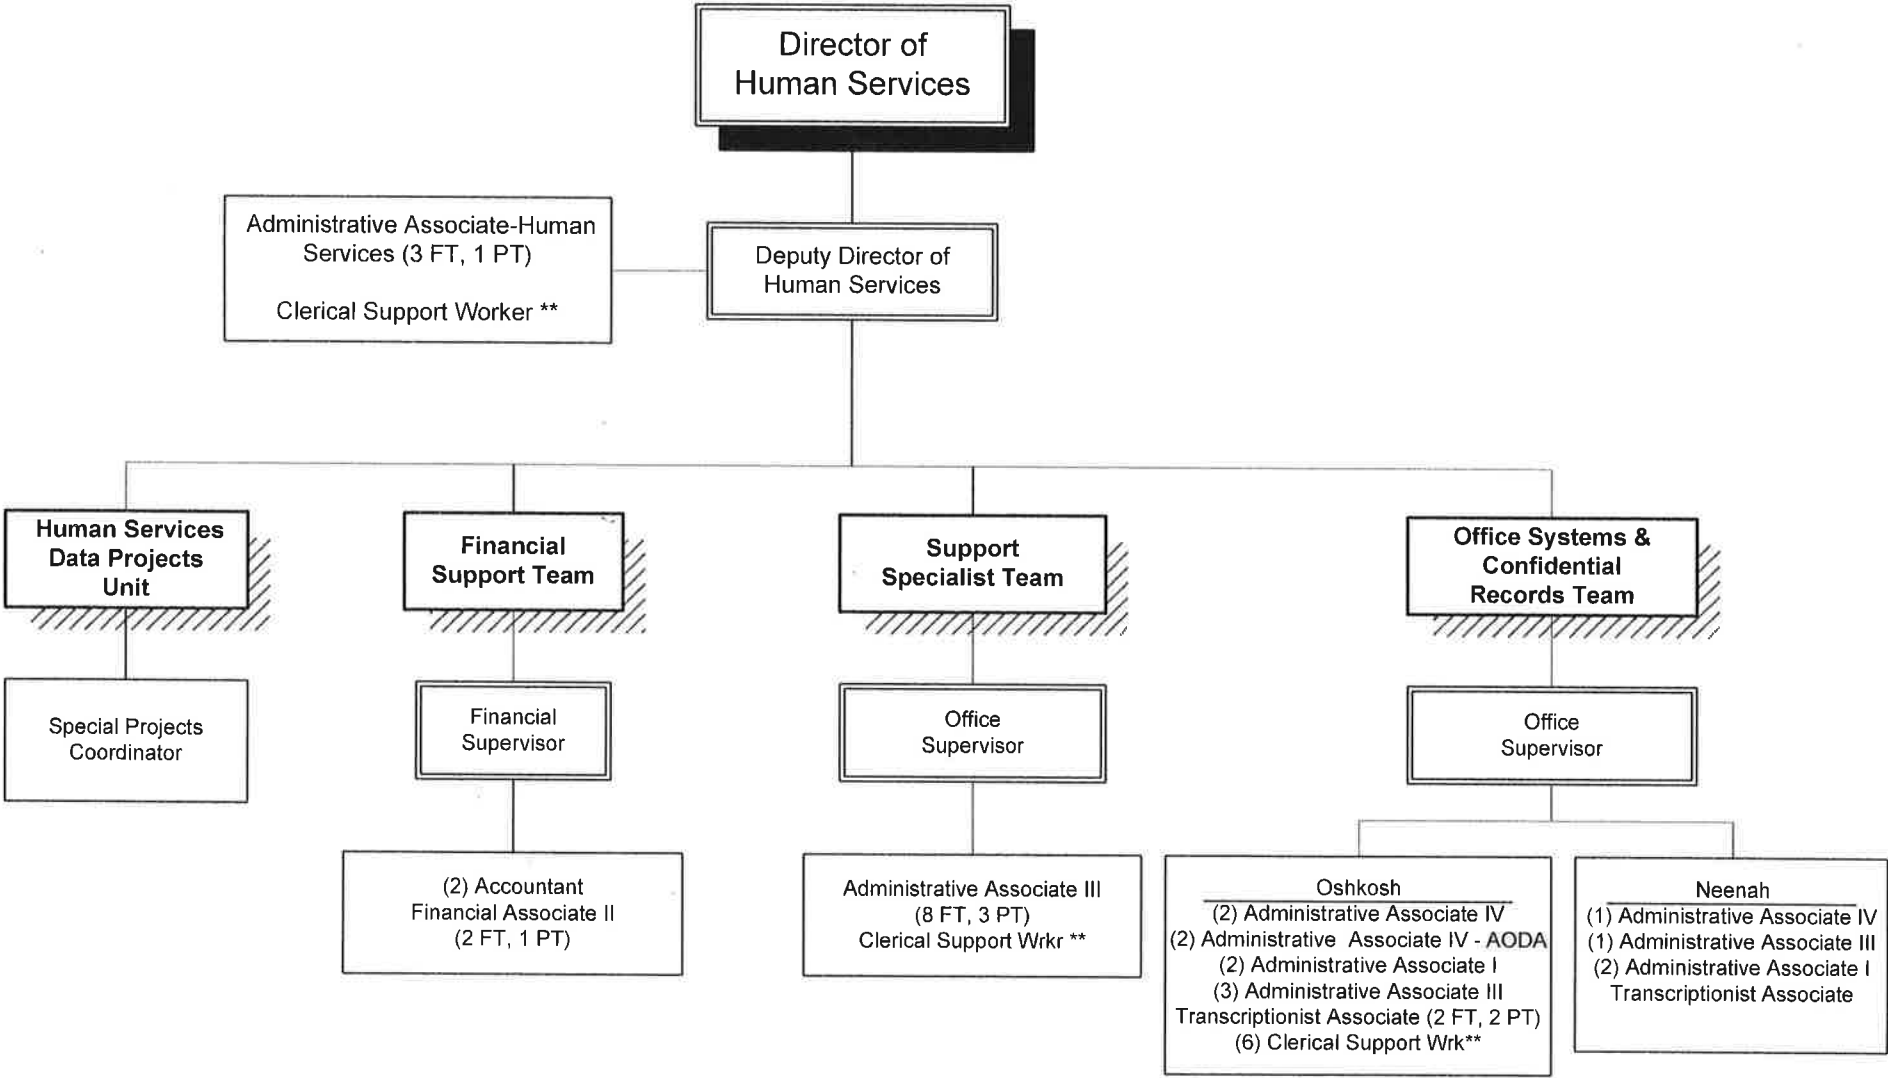 Director of
Human Services
Administrative Associate-Human
Services (3 FT, 1 PT)
Clerical Support Worker **
Deputy Director of
Human Services
Human Services
Data Projects
Unit
Financial
Support Team
Support
Specialist Team
Office Systems &
Confidential
Records Team
Special Projects
Coordinator
Financial
Supervisor
Office
Supervisor
Office
Supervisor
(2) Accountant
Financial Associate II
(2 FT, 1 PT)
Administrative Associate III
(8 FT, 3 PT)
Clerical Support Wrkr **
Oshkosh
(2) Administrative Associate IV
(2) Administrative Associate IV - AODA
(2) Administrative Associate I
(3) Administrative Associate III
Transcriptionist Associate (2 FT, 2 PT)
(6) Clerical Support Wrk**
Neenah
(1) Administrative Associate IV
(1) Administrative Associate III
(2) Administrative Associate I
Transcriptionist Associate